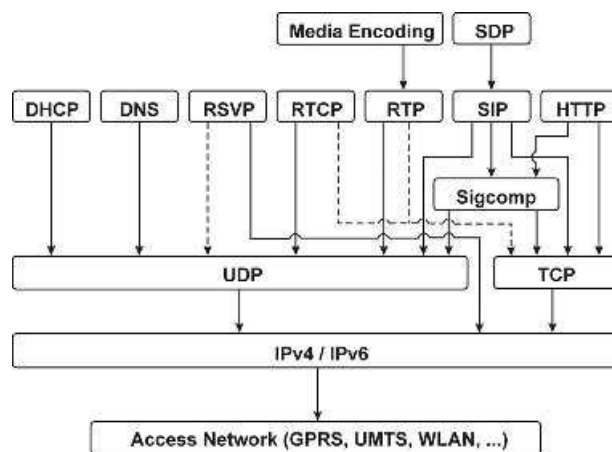 Media Encoding SDP
DHCP DNS RSVP RTCP RTP SIP HTTP
Sigcomp
UDP TCP
IPv4 / IPv6
Access Network (GPRS, UMTS, WLAN, ...)